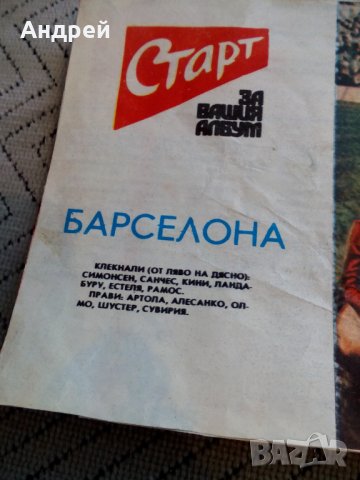 Андрей
Старт
ЗА
ВАШИЯ
АЛБУМ
БАРСЕЛОНА
КЛЕКНАЛИ (ОТ ЛЯВО НА ДЯСНО):
СИМОНСЕН, САНЧЕС, КИНИ, ЛАНДА-
БУРУ, ЕСТЕЛЯ, РАМОС.
ПРАВИ: АРТОЛА, АЛЕСАНКО, ОЛ-
МО, ШУСТЕР, СУВИРИЯ.
BAZAR